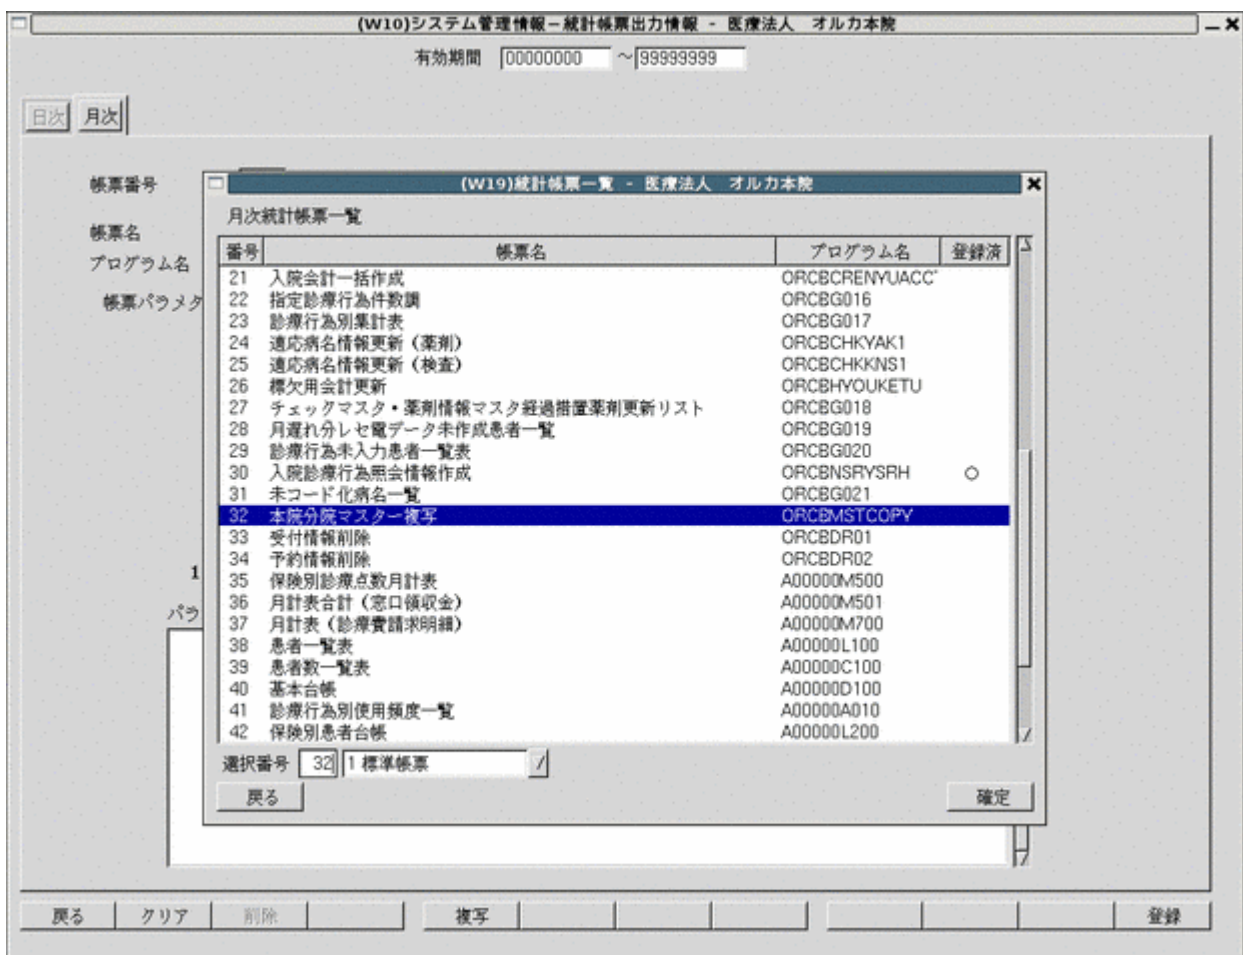 (W10)システム管理情報－統計帳票出力情報 - 医療法人 オルカ本院
有効期間 00000000 ～ 99999999
日次 月次
帳票番号
帳票名
プログラム名
帳票パラメタ
1
パラ
(W19)統計帳票一覧 - 医療法人 オルカ本院
月次統計帳票一覧
番号 帳票名 プログラム名 登録済
21 入院会計一括作成 ORCBCRENYUACC
22 指定診療行為件数調 ORCBG016
23 診療行為別集計表 ORCBG017
24 適応病名情報更新（薬剤） ORCBCHKYAK1
25 適応病名情報更新（検査） ORCBCHKKNS1
26 標欠用会計更新 ORCBHYOUKETU
27 チェックマスタ・薬剤情報マスタ経過措置薬剤更新リスト ORCBG018
28 月遅れ分レセ電データ未作成患者一覧 ORCBG019
29 診療行為未入力患者一覧表 ORCBG020
30 入院診療行為照会情報作成 ORCBNSRYSRH ○
31 未コード化病名一覧 ORCBG021
32 本院分院マスター複写 ORCBMSTCOPY
33 受付情報削除 ORCBDR01
34 予約情報削除 ORCBDR02
35 保険別診療点数月計表 A00000M500
36 月計表合計（窓口領収金） A00000M501
37 月計表（診療費請求明細） A00000M700
38 患者一覧表 A00000L100
39 患者数一覧表 A00000C100
40 基本台帳 A00000D100
41 診療行為別使用頻度一覧 A00000A010
42 保険別患者台帳 A00000L200
選択番号 32 1 標準帳票
戻る 確定
戻る クリア 削除 複写 登録